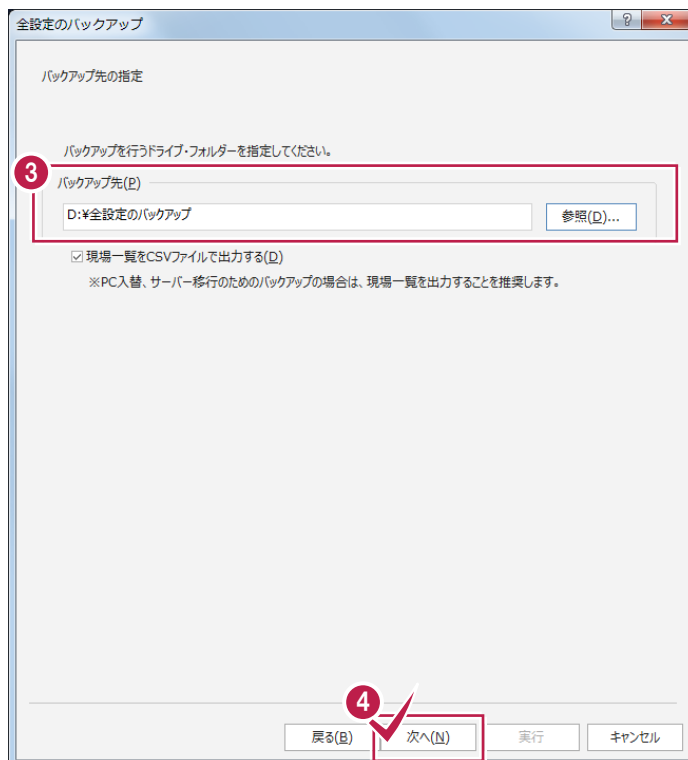 全設定のバックアップ
?
バックアップ先の指定
バックアップを行うドライブ・フォルダーを指定してください。
3
バックアップ先(P)
D:¥全設定のバックアップ
参照(D)...
現場一覧をCSVファイルで出力する(D)
※PC入替、サーバー移行のためのバックアップの場合は、現場一覧を出力することを推奨します。
4
戻る(B)
次へ(N)
実行
キャンセル